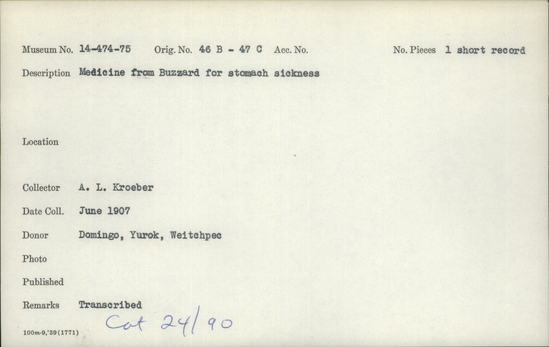 Museum No. 14-474-75 Orig. No. 46 B - 47 C Acc. No. No. Pieces 1 short record
Description Medicine from Buzzard for stomach sickness
Location
Collector A. L. Kroeber
Date Coll. June 1907
Donor Domingo, Yurok, Weitchpec
Photo
Published
Remarks Transcribed
Cat 24/90
100m-9,'39(1771)